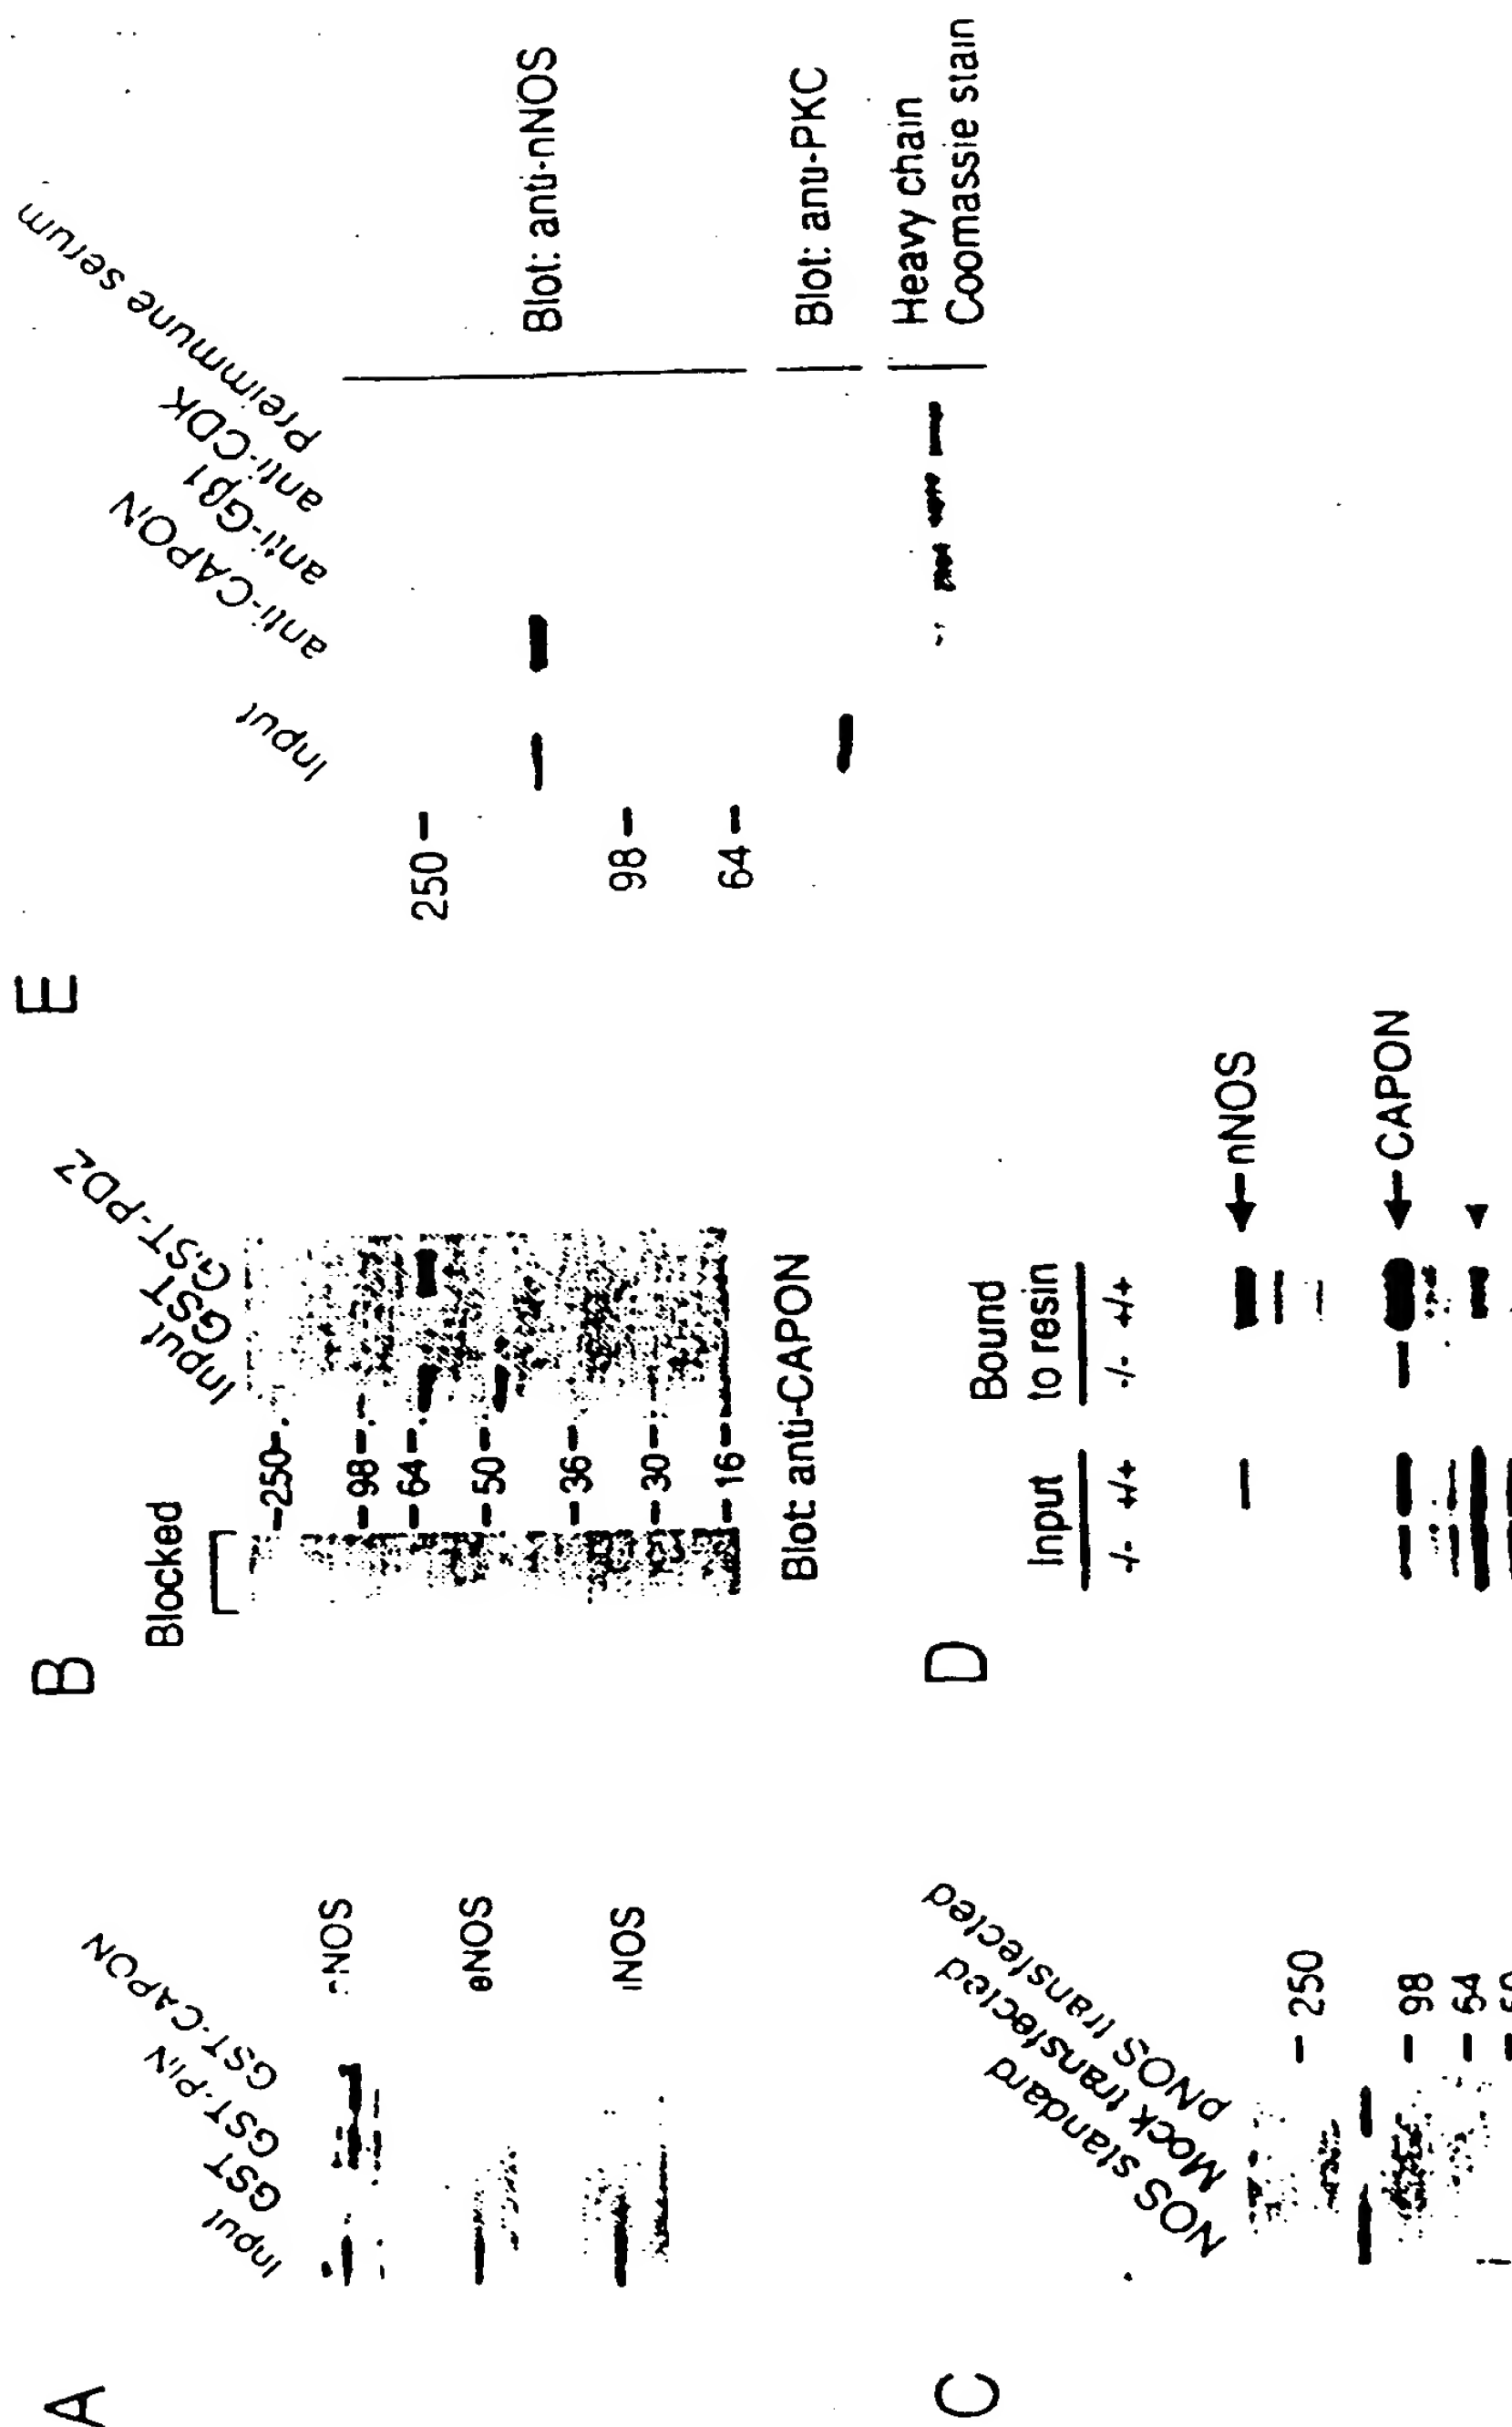 A
Input
GST
GST-PIN
GST-CAPON
nNOS
eNOS
iNOS
B
Blocked
Input
GST
GST-PDZ
250
98
64
50
36
30
16
Blot: anti-CAPON
C
NOS standard
Mock transfected
pNOS transfected
250
98
64
D
Input
Bound
to resin
-/- +/+
-/- +/+
nNOS
CAPON
E
Input
anti-CAPON
anti-Gβ1
anti-CDK
Preimmune serum
250
98
64
Blot: anti-nNOS
Blot: anti-PKC
Heavy chain
Coomassie stain